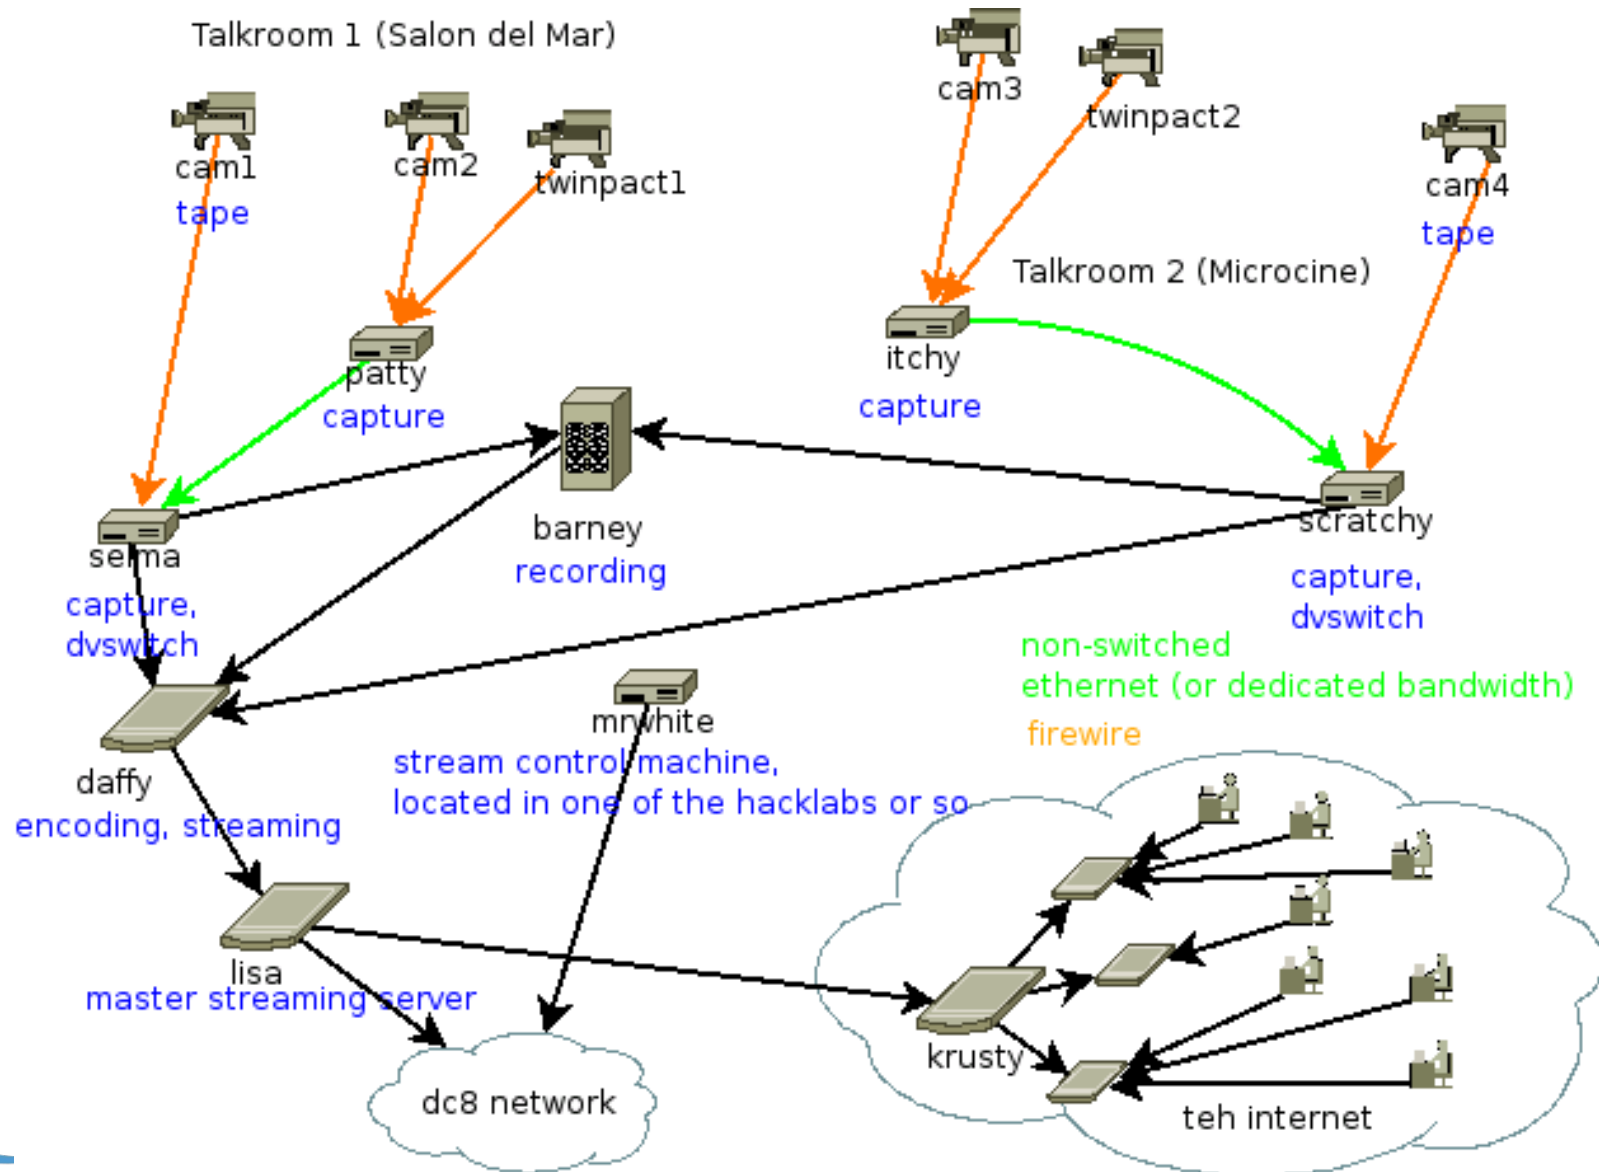 Talkroom 1 (Salon del Mar)
cam3
twinpact2
cam1
tape
cam2
twinpact1
cam4
tape
Talkroom 2 (Microcine)
patty
capture
itchy
capture
barney
recording
selma
capture,
dvswitch
scratchy
capture,
dvswitch
non-switched
ethernet (or dedicated bandwidth)
firewire
mrwhite
stream control machine,
located in one of the hacklabs or so
daffy
encoding, streaming
lisa
master streaming server
krusty
dc8 network
teh internet